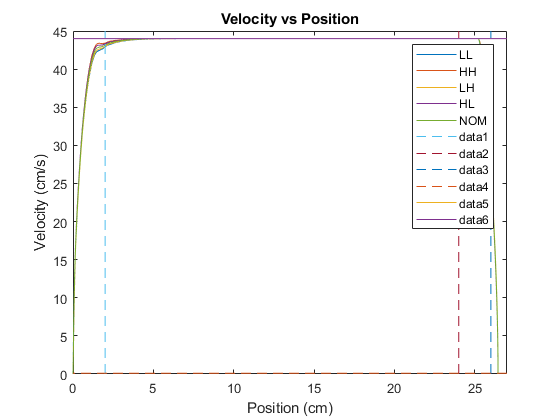 Velocity vs Position
45
40
35
30
25
20
15
10
5
0
Velocity (cm/s)
LL
HH
LH
HL
NOM
data1
data2
data3
data4
data5
data6
0 5 10 15 20 25
Position (cm)